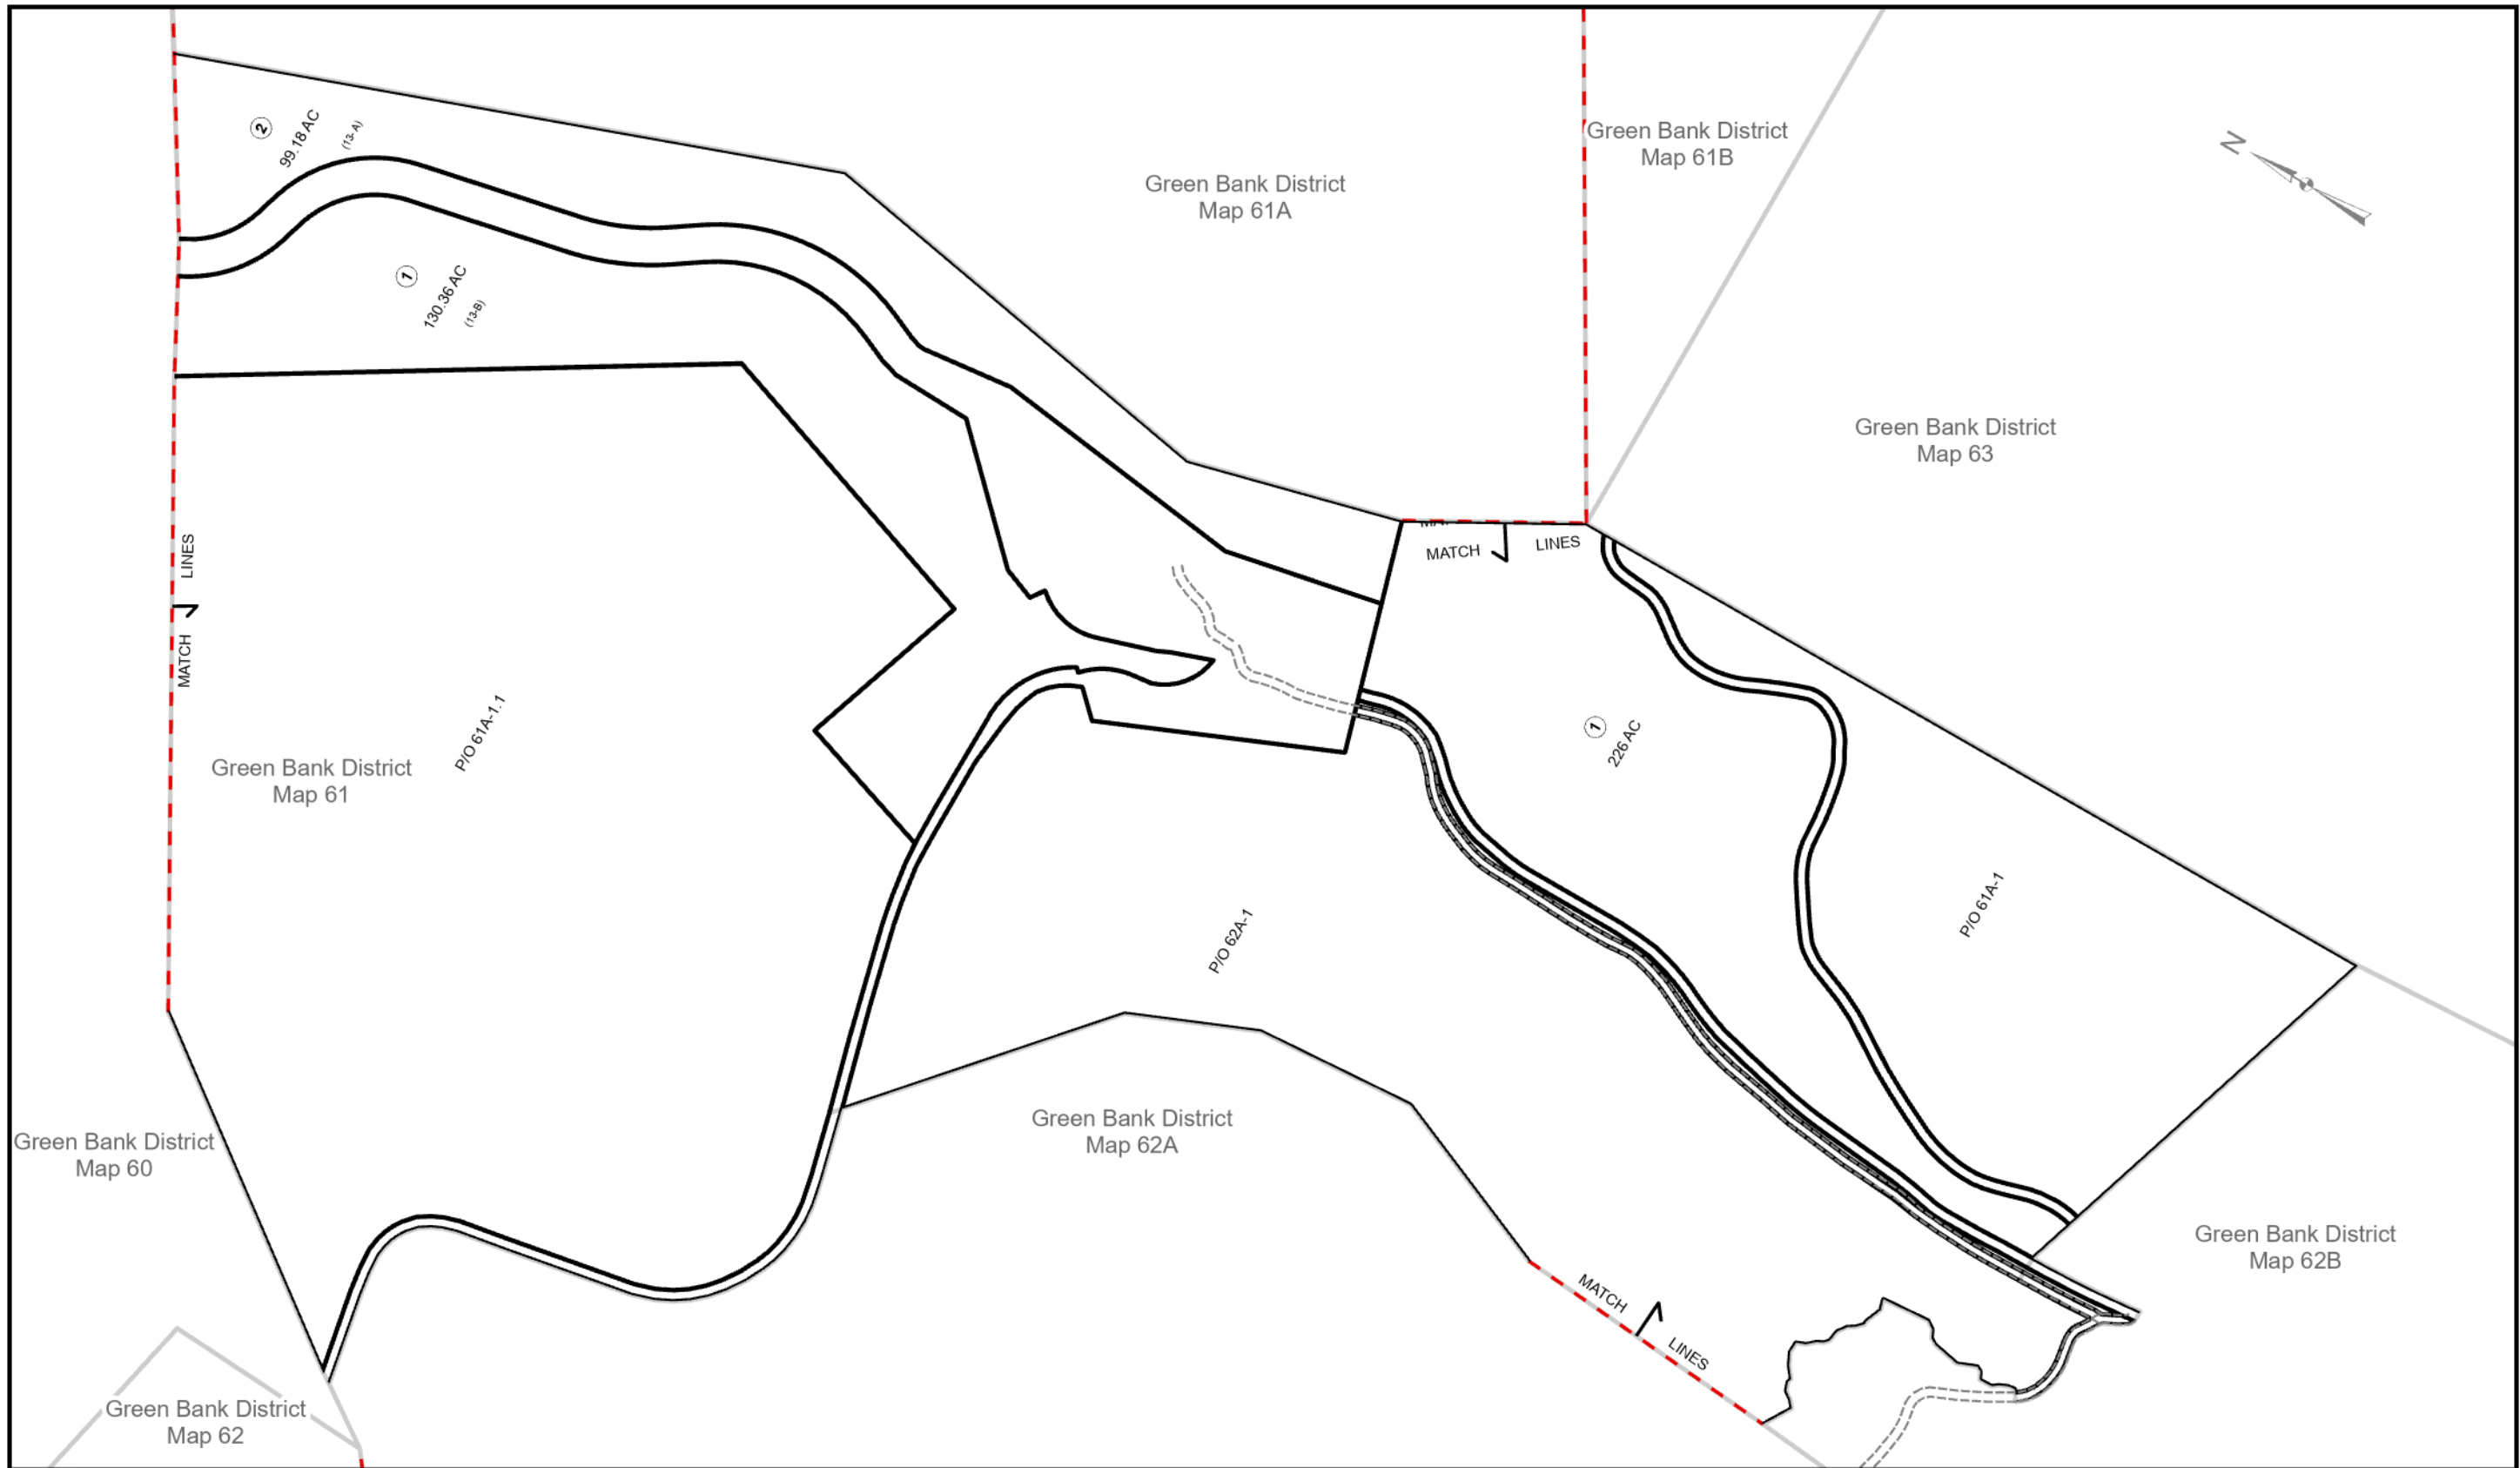 2
99.18 AC
(13-A)
Green Bank District
Map 61B
N
Green Bank District
Map 61A
1
130.36 AC
(13-B)
Green Bank District
Map 63
MATCH LINES
MATCH LINES
P/O 61A-1.1
Green Bank District
Map 61
1
226 AC
P/O 62A-1
P/O 61A-1
Green Bank District
Map 60
Green Bank District
Map 62A
Green Bank District
Map 62B
MATCH LINES
Green Bank District
Map 62